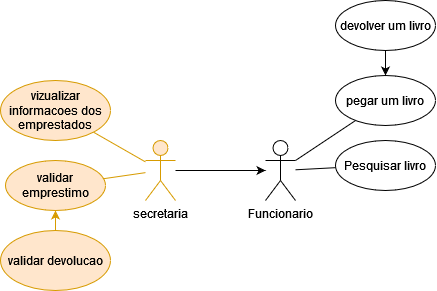 devolver um livro
vizualizar
informacoes dos
emprestados
pegar um livro
validar
emprestimo
Pesquisar livro
secretaria
Funcionario
validar devolucao